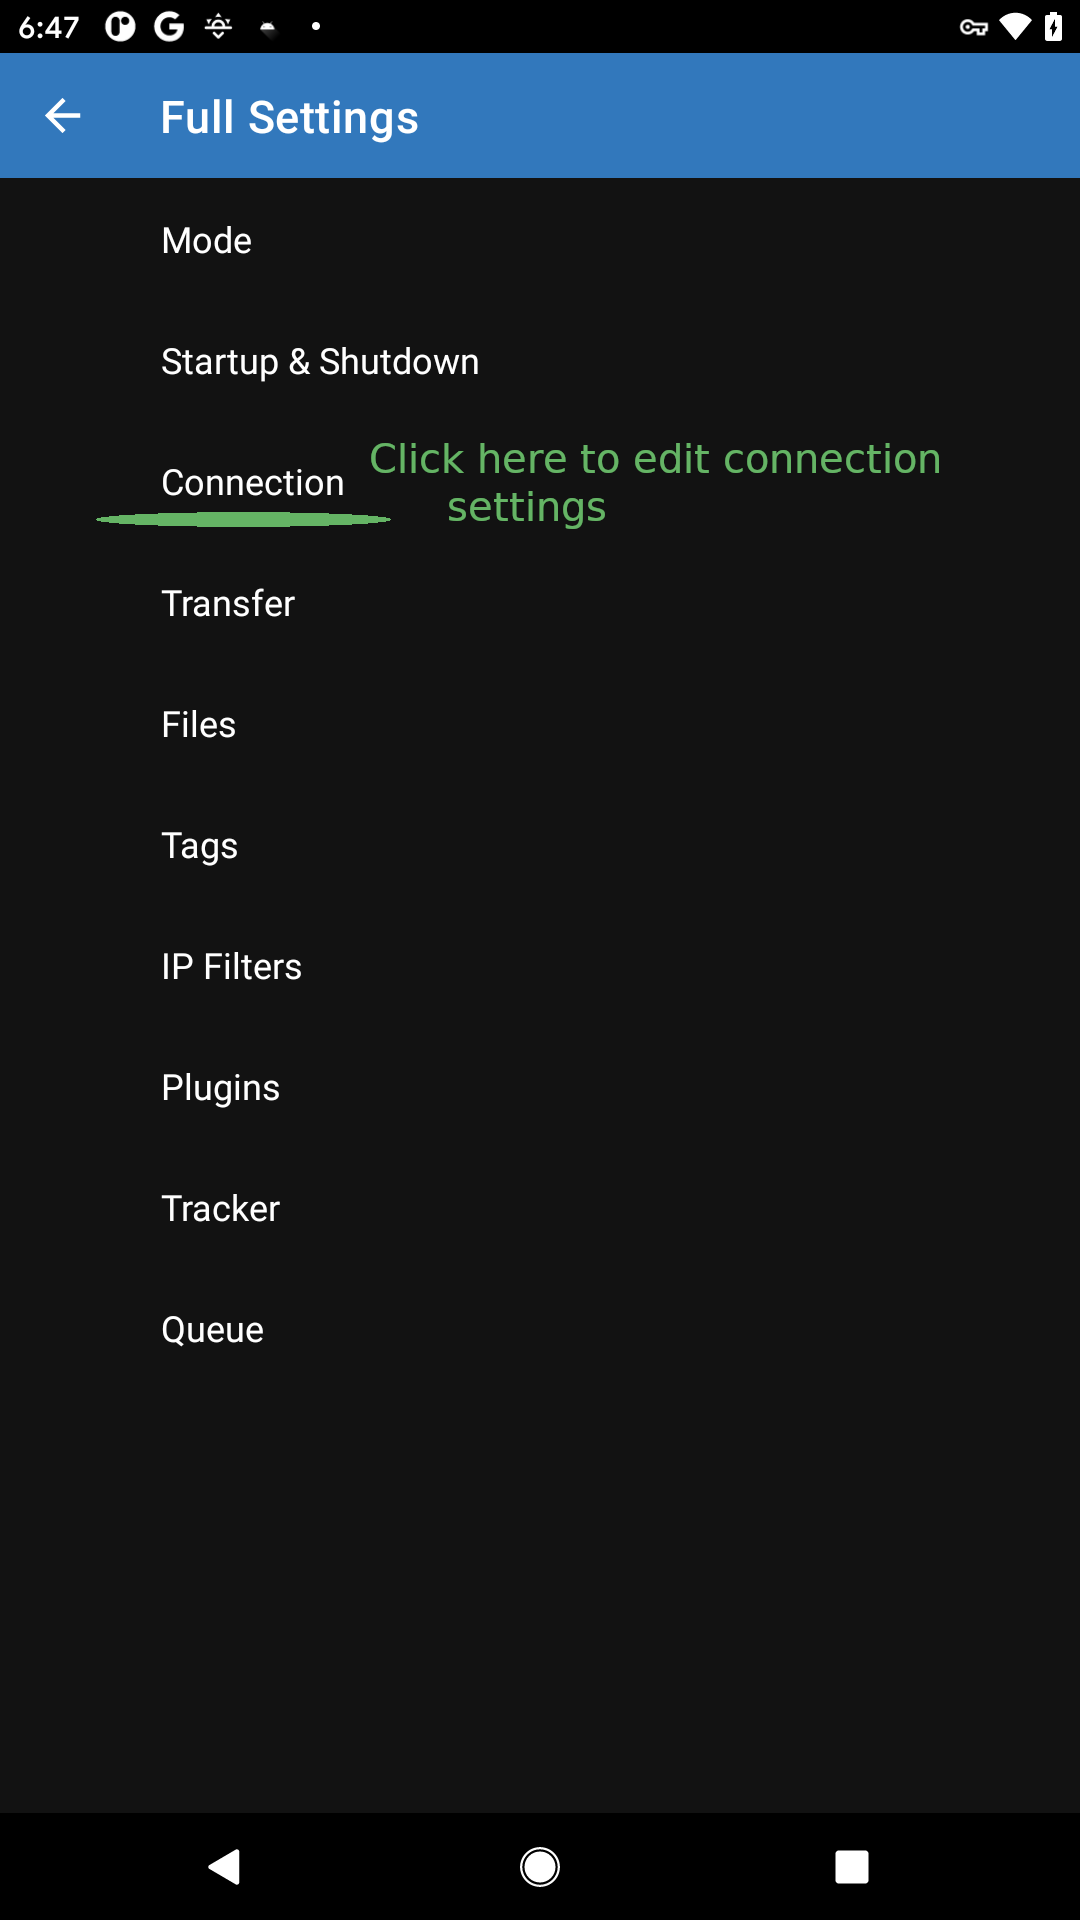 6:47
Full Settings
Mode
Startup & Shutdown
Connection
Click here to edit connection
settings
Transfer
Files
Tags
IP Filters
Plugins
Tracker
Queue